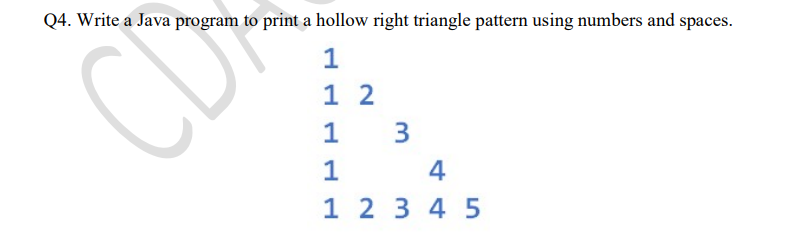 Q4. Write a Java program to print a hollow right triangle pattern using numbers and spaces.
1
1 2
1   3
1     4
1 2 3 4 5
CDA